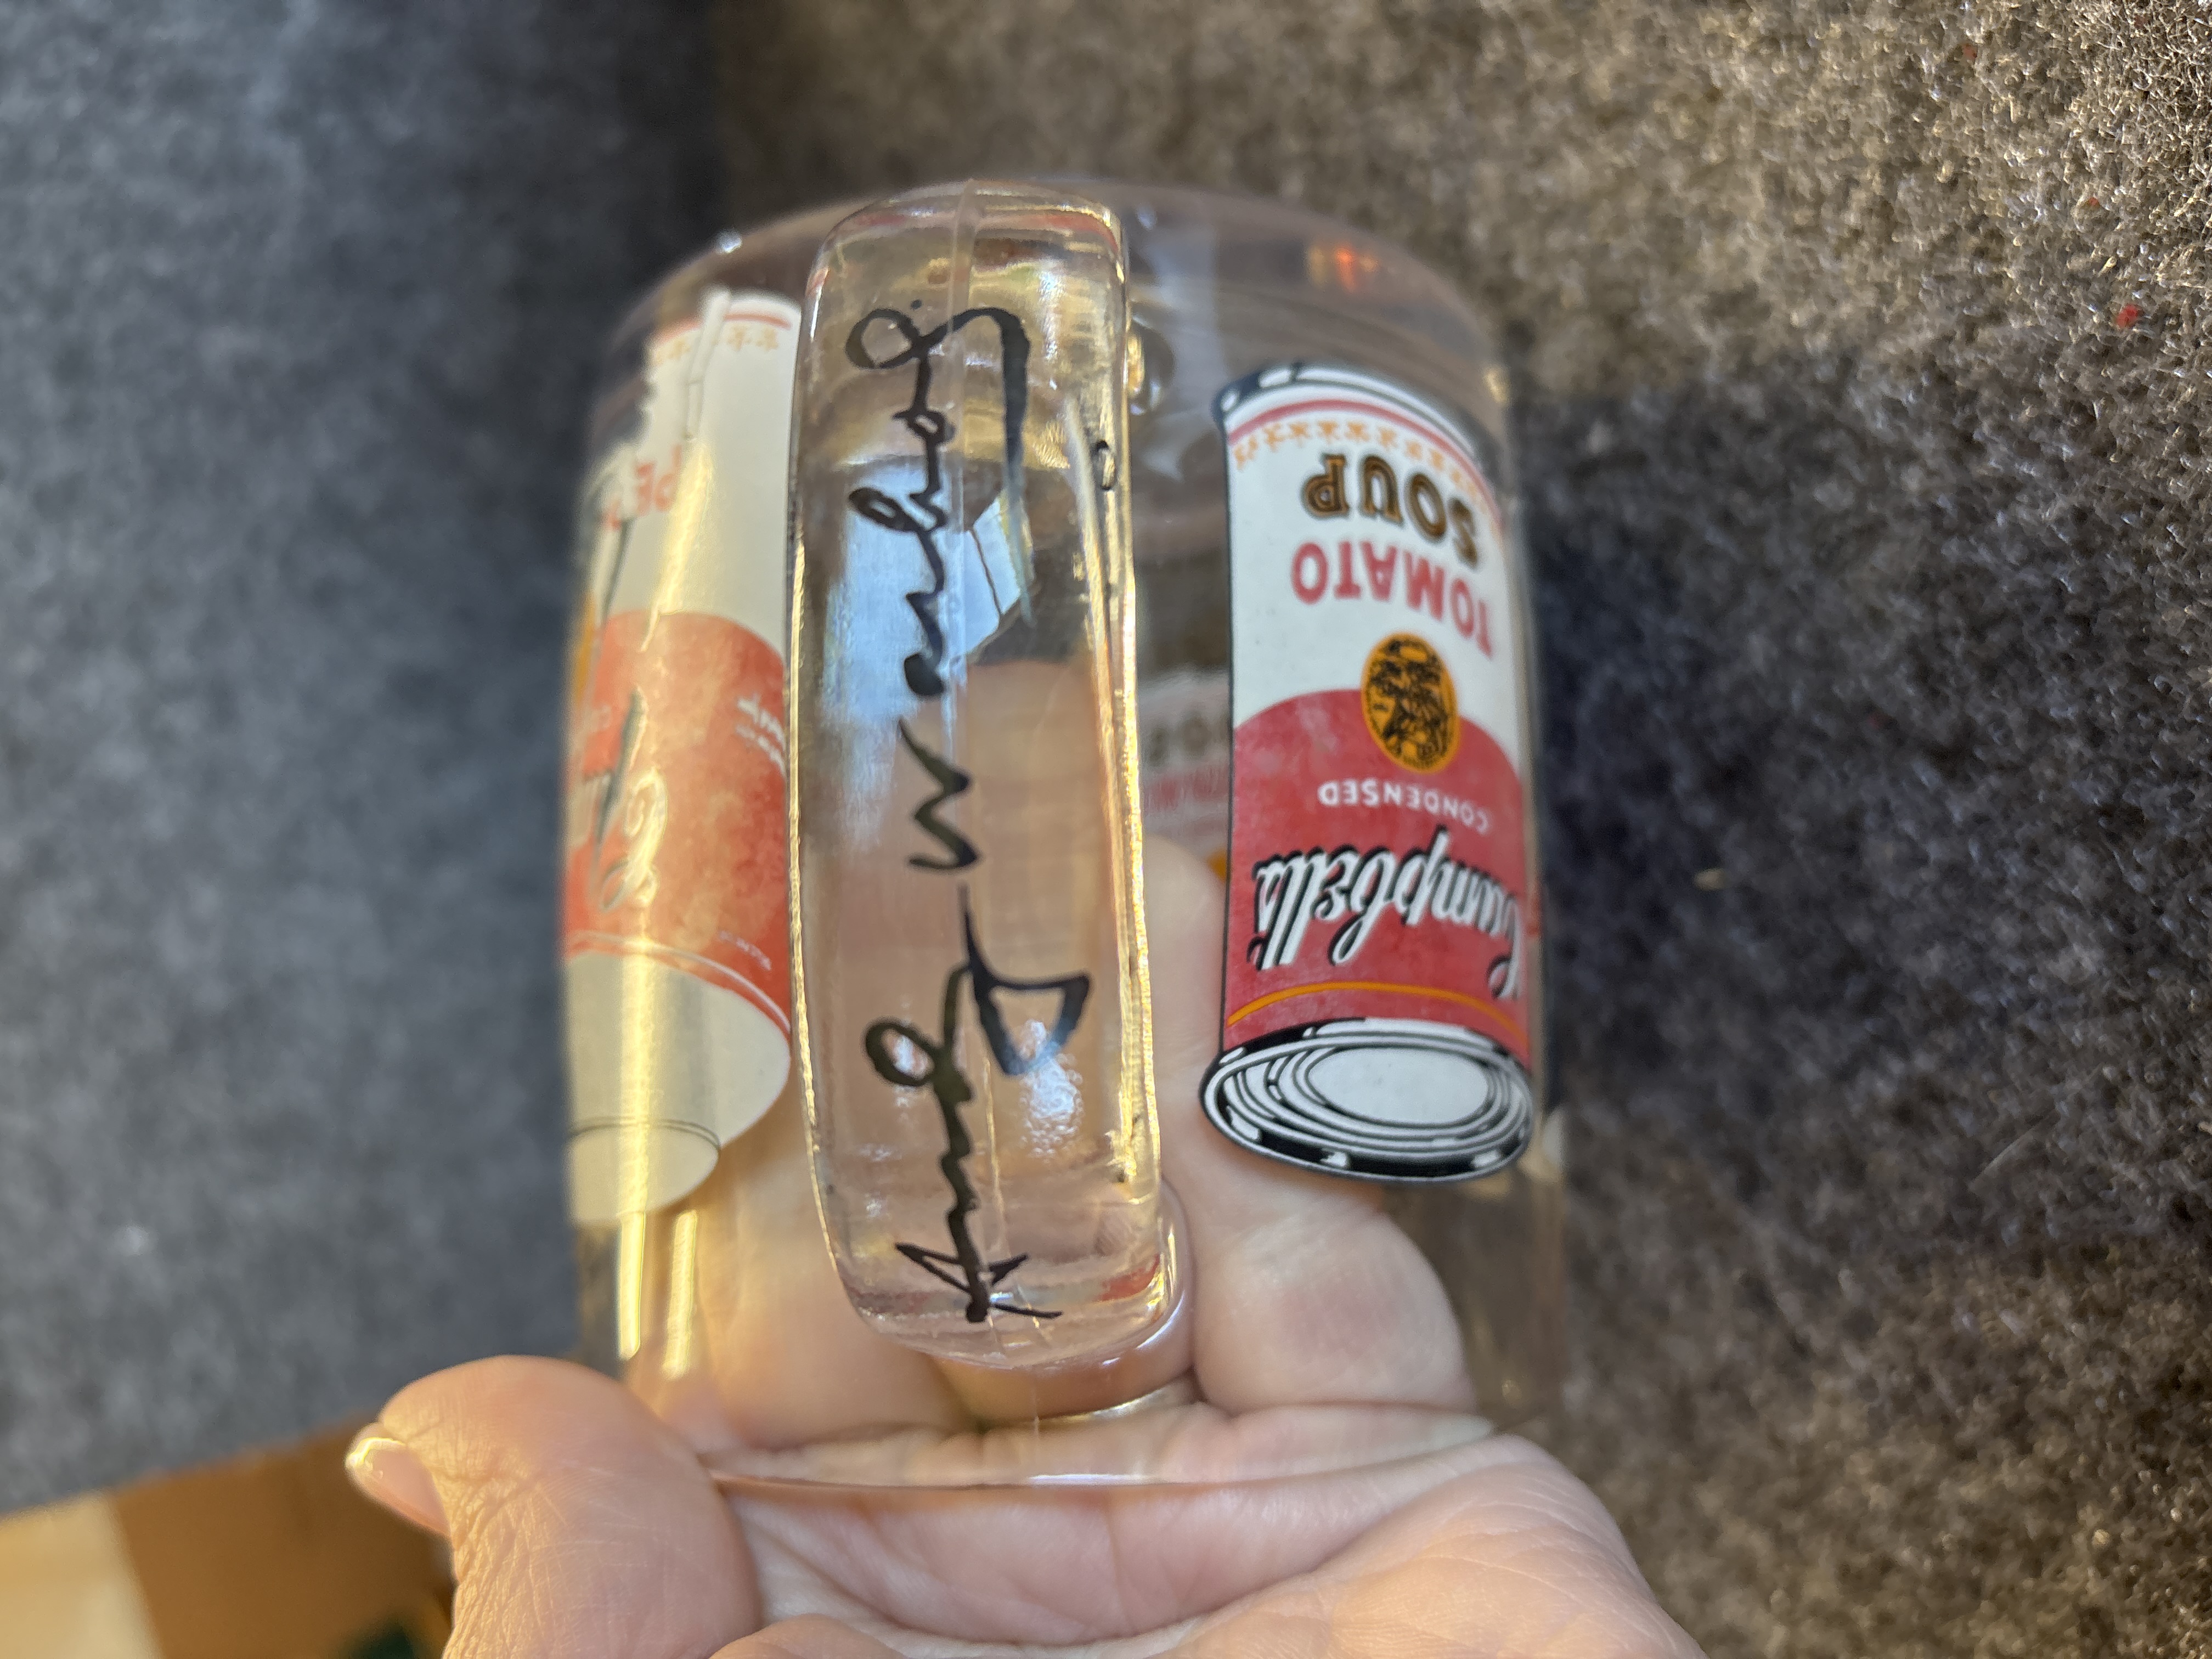 Andy Warhol
Campbell's
CONDENSED
TOMATO
SOUP